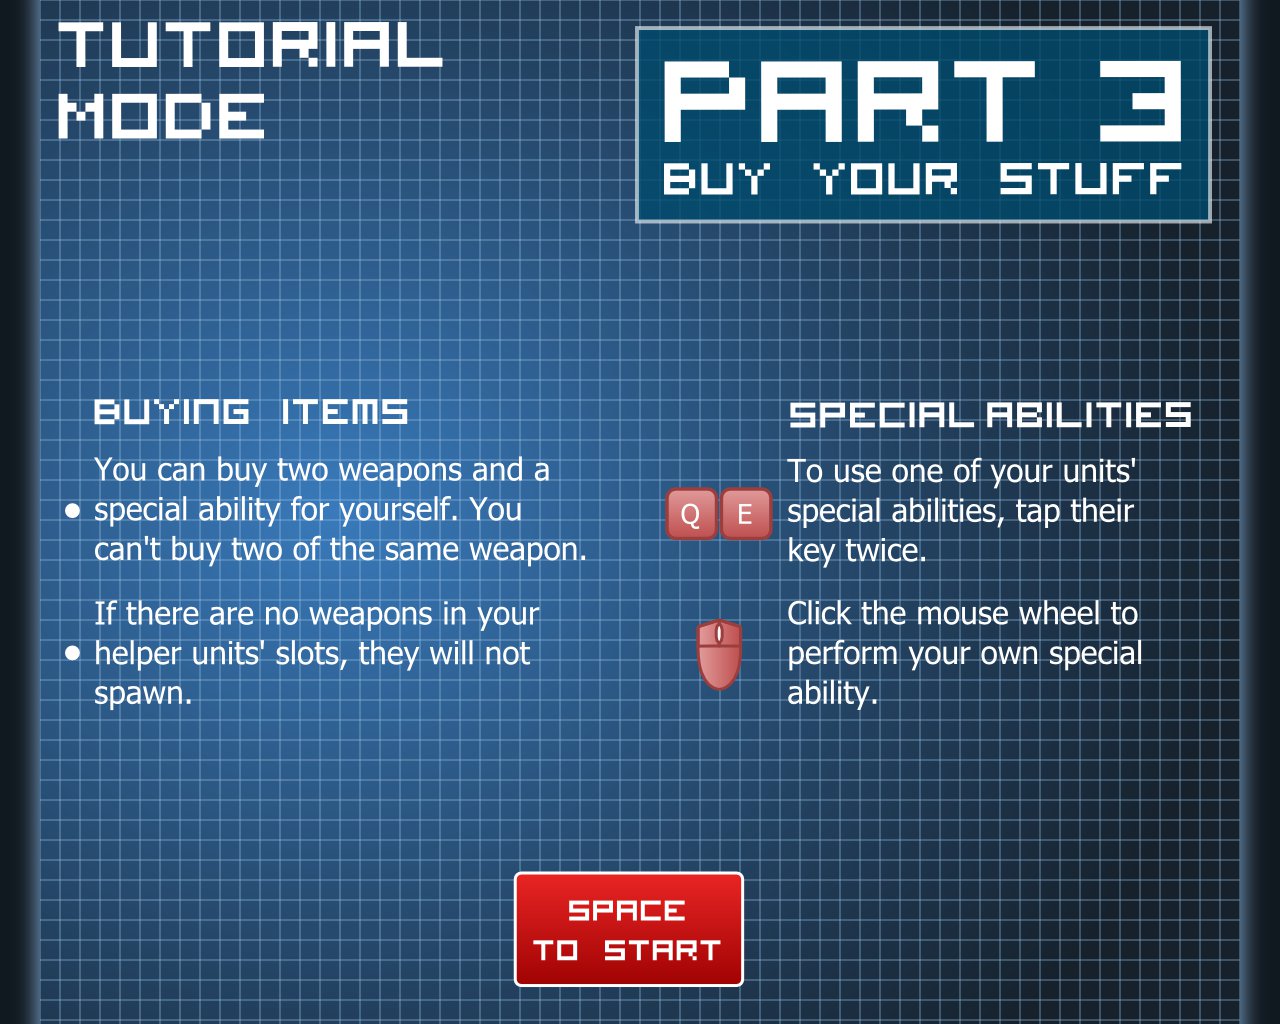 TUTORIAL
MODE
PART 3
BUY YOUR STUFF
BUYING ITEMS
You can buy two weapons and a
special ability for yourself. You
can't buy two of the same weapon.
If there are no weapons in your
helper units' slots, they will not
spawn.
SPECIAL ABILITIES
To use one of your units'
special abilities, tap their
key twice.
Q E
Click the mouse wheel to
perform your own special
ability.
SPACE
TO START